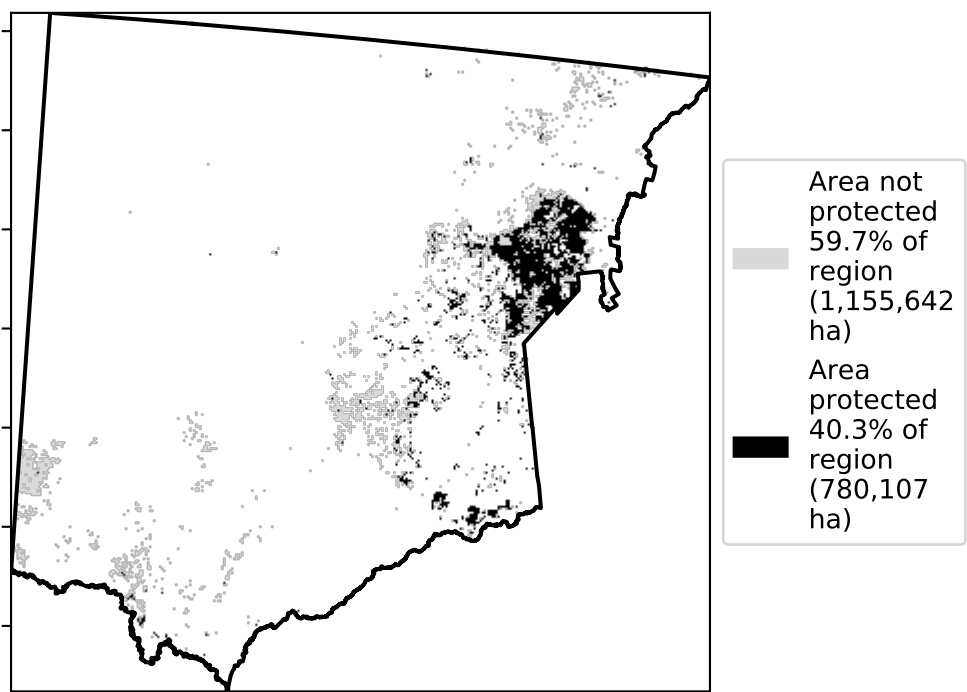 Area not
protected
59.7% of
region
(1,155,642
ha)
Area
protected
40.3% of
region
(780,107
ha)